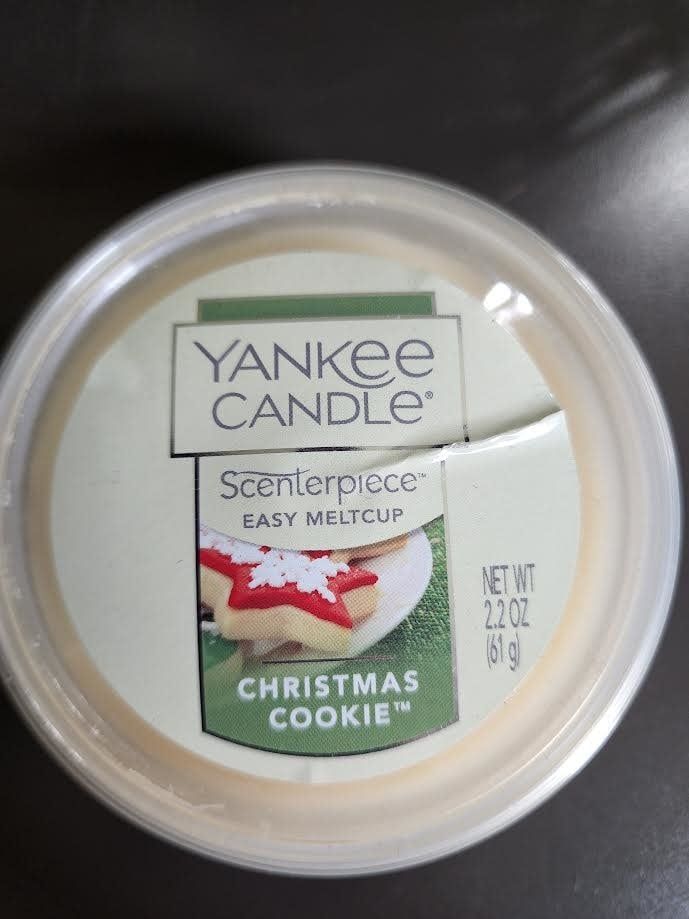 YANKEE
CANDLE®
Scenterpiece™
EASY MELTCUP
NET WT
2.2 OZ
(61 g)
CHRISTMAS
COOKIE™